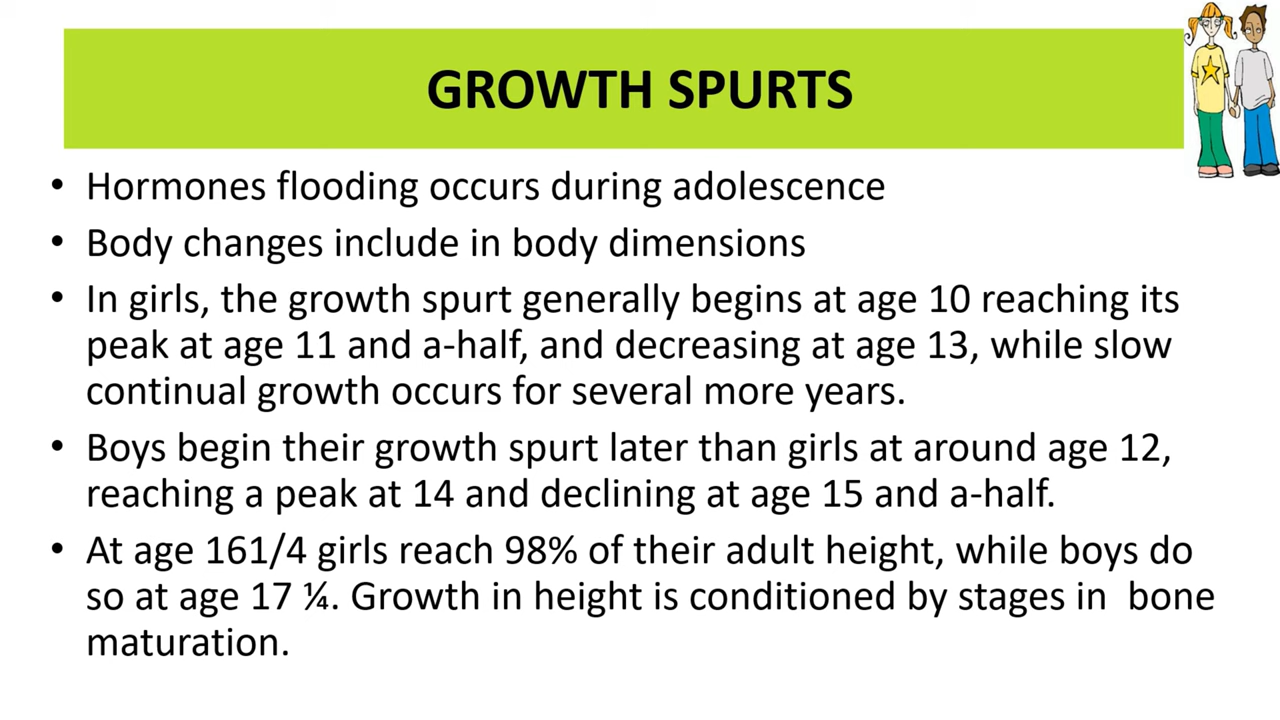 GROWTH SPURTS
• Hormones flooding occurs during adolescence
• Body changes include in body dimensions
• In girls, the growth spurt generally begins at age 10 reaching its
peak at age 11 and a-half, and decreasing at age 13, while slow
continual growth occurs for several more years.
• Boys begin their growth spurt later than girls at around age 12,
reaching a peak at 14 and declining at age 15 and a-half.
• At age 161/4 girls reach 98% of their adult height, while boys do
so at age 17 ¼. Growth in height is conditioned by stages in  bone
maturation.